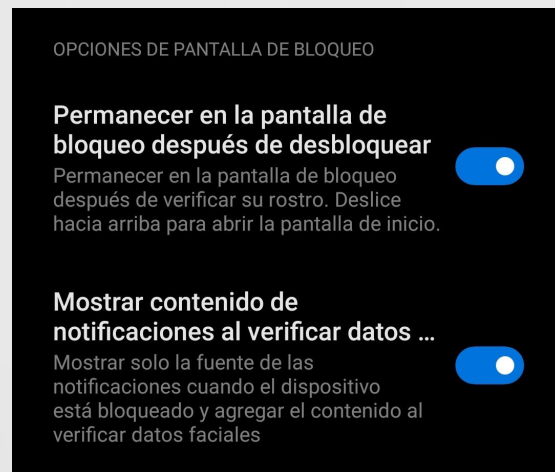 OPCIONES DE PANTALLA DE BLOQUEO
Permanecer en la pantalla de
bloqueo después de desbloquear
Permanecer en la pantalla de bloqueo
después de verificar su rostro. Deslice
hacia arriba para abrir la pantalla de inicio.
Mostrar contenido de
notificaciones al verificar datos ...
Mostrar solo la fuente de las
notificaciones cuando el dispositivo
está bloqueado y agregar el contenido al
verificar datos faciales